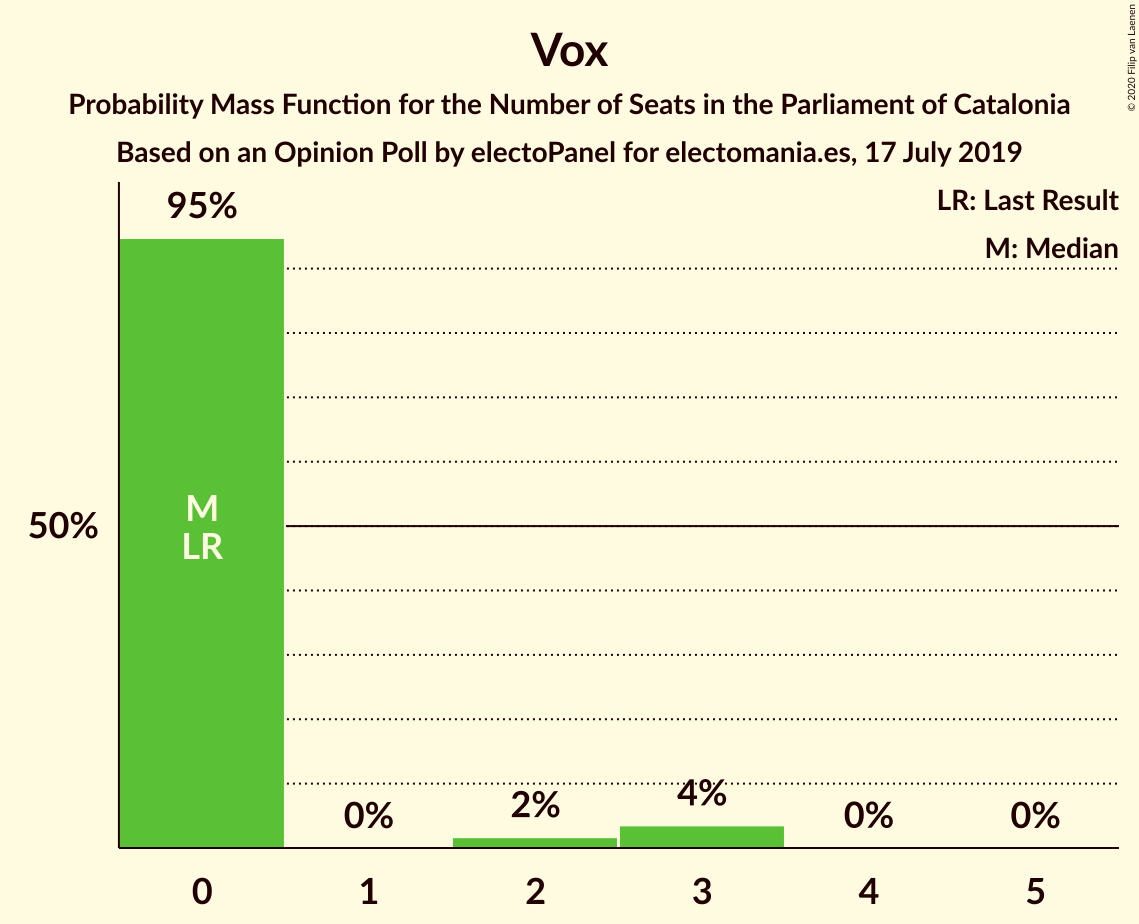 Vox
Probability Mass Function for the Number of Seats in the Parliament of Catalonia
Based on an Opinion Poll by electoPanel for electomania.es, 17 July 2019
© 2020 Filip van Laenen
LR: Last Result
M: Median
95%
50%
M
LR
0%
2%
4%
0%
0%
0
1
2
3
4
5